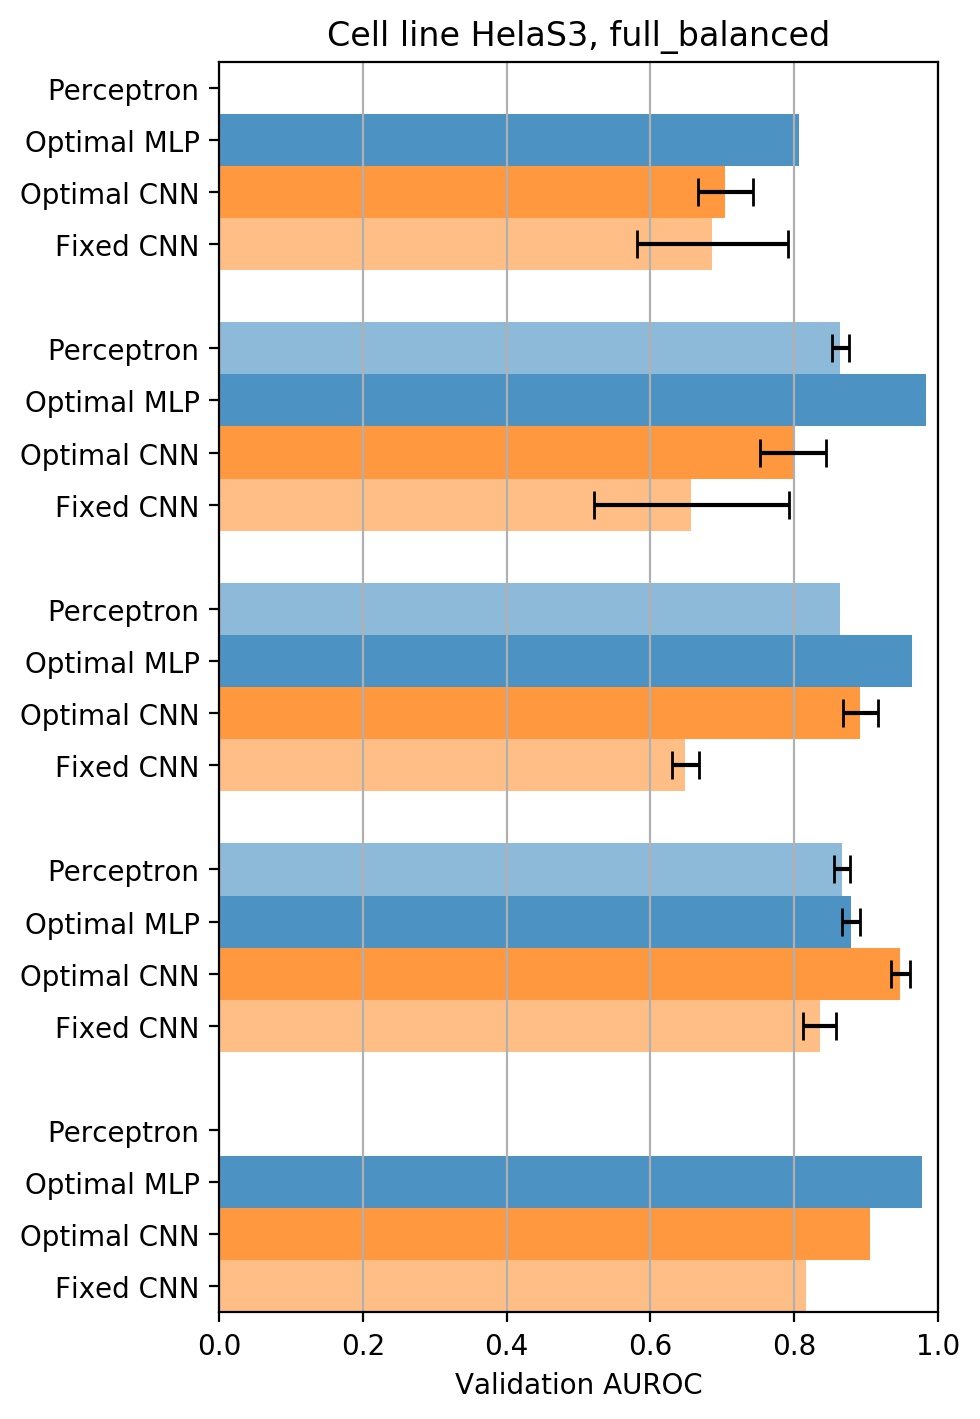 Cell line HelaS3, full_balanced
Perceptron
Optimal MLP
Optimal CNN
Fixed CNN
Perceptron
Optimal MLP
Optimal CNN
Fixed CNN
Perceptron
Optimal MLP
Optimal CNN
Fixed CNN
Perceptron
Optimal MLP
Optimal CNN
Fixed CNN
Perceptron
Optimal MLP
Optimal CNN
Fixed CNN
0.0 0.2 0.4 0.6 0.8 1.0
Validation AUROC